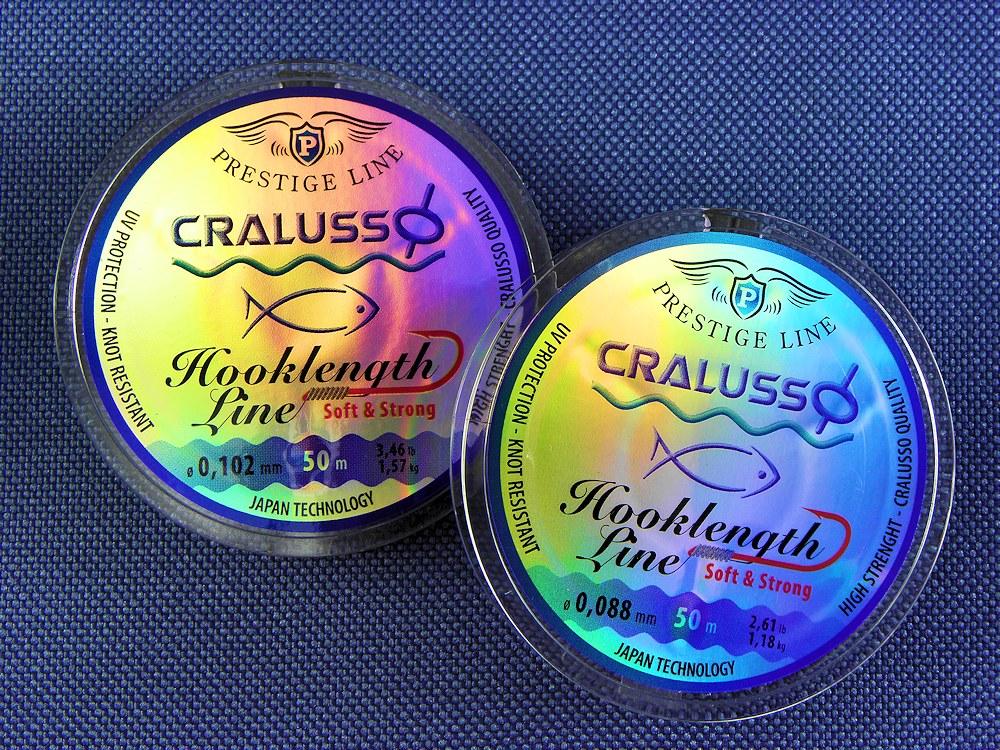 P
PRESTIGE LINE
CRALUSSO
Hooklength
Line
Soft & Strong
ø 0,102 mm 50 m 3,46 lb
1,57 kg
JAPAN TECHNOLOGY
UV PROTECTION - KNOT RESISTANT
HIGH STRENGHT - CRALUSSO QUALITY
P
PRESTIGE LINE
CRALUSSO
Hooklength
Line
Soft & Strong
ø 0,088 mm 50 m 2,61 lb
1,18 kg
JAPAN TECHNOLOGY
UV PROTECTION - KNOT RESISTANT
HIGH STRENGHT - CRALUSSO QUALITY